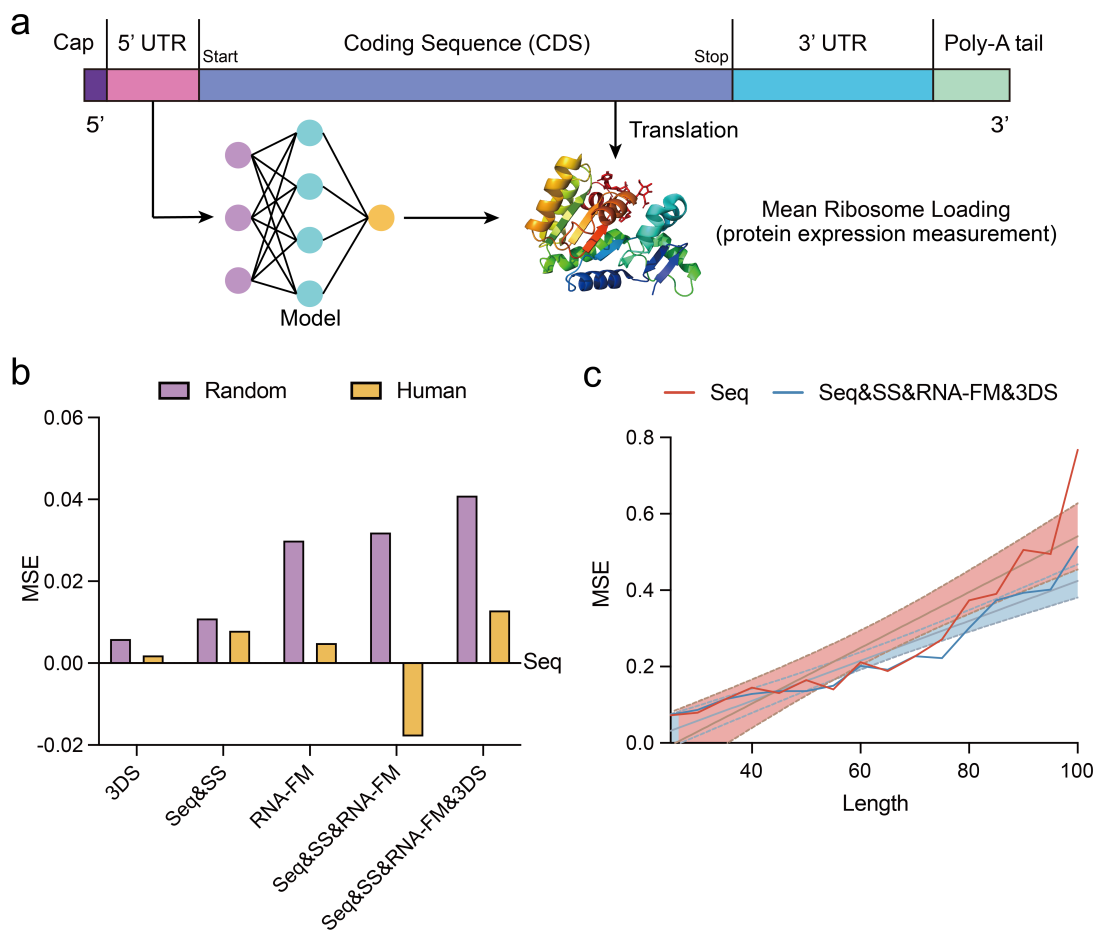 a
Cap
5’ UTR
Start
Coding Sequence (CDS)
Stop
3’ UTR
Poly-A tail
5’
3’
Translation
Mean Ribosome Loading
(protein expression measurement)
Model
b
Random
Human
MSE
0.06
0.04
0.02
0.00
-0.02
Seq
3DS
Seq&SS
RNA-FM
Seq&SS&RNA-FM
Seq&SS&RNA-FM&3DS
c
Seq
Seq&SS&RNA-FM&3DS
MSE
0.8
0.6
0.4
0.2
0.0
40
60
80
100
Length